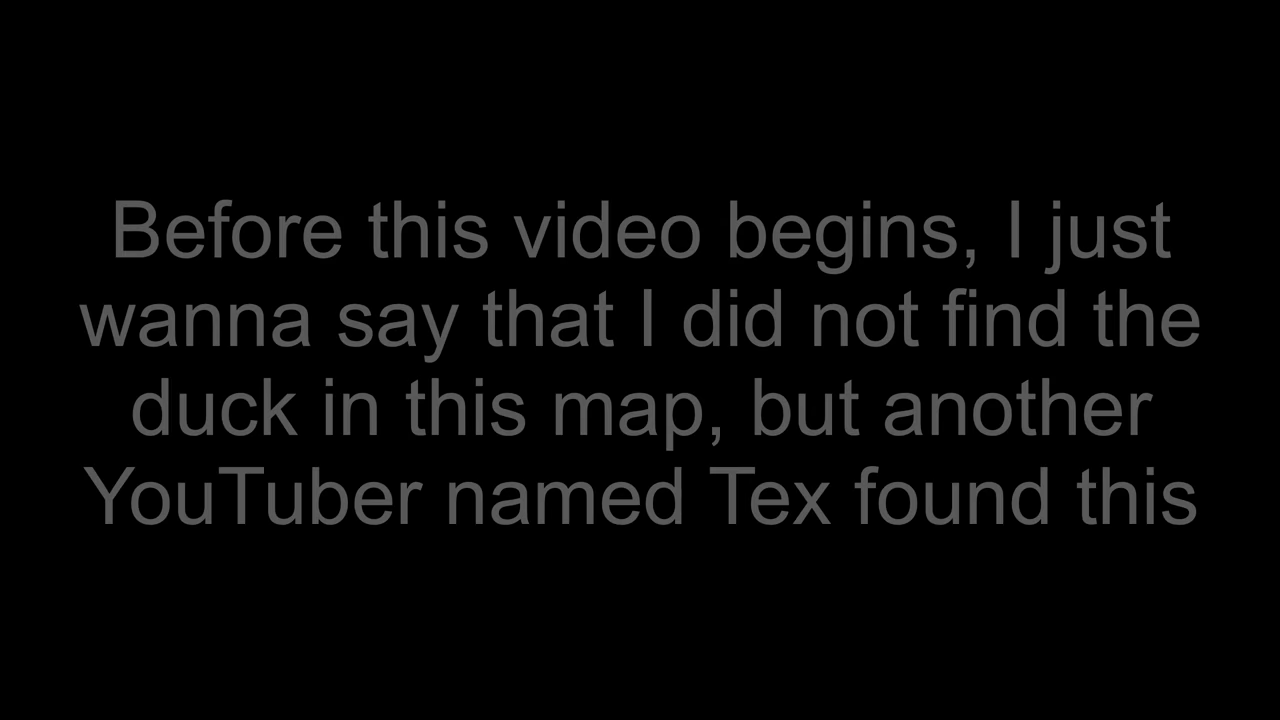 Before this video begins, I just
wanna say that I did not find the
duck in this map, but another
YouTuber named Tex found this